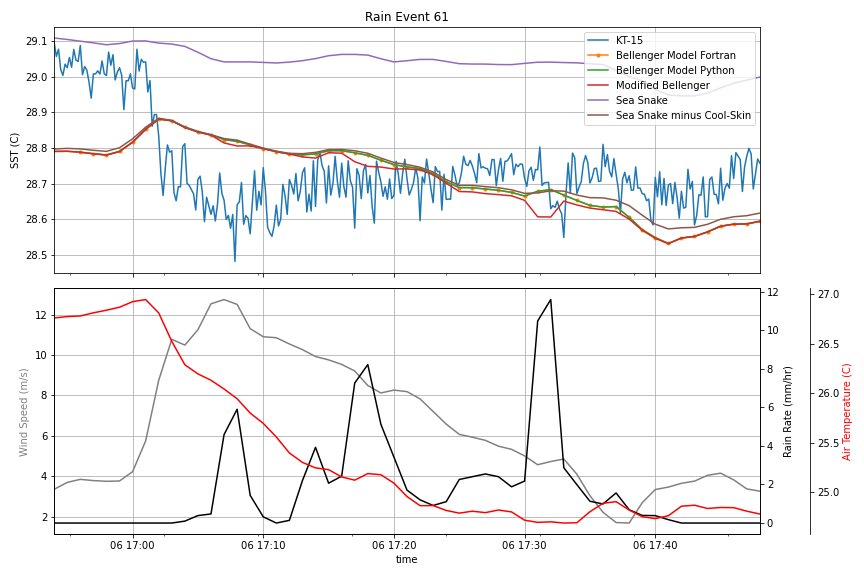 Rain Event 61
29.1
29.0
28.9
28.8
28.7
28.6
28.5
SST (C)
KT-15
Bellenger Model Fortran
Bellenger Model Python
Modified Bellenger
Sea Snake
Sea Snake minus Cool-Skin
12
10
8
6
4
2
Wind Speed (m/s)
12
10
8
6
4
2
0
Rain Rate (mm/hr)
27.0
26.5
26.0
25.5
25.0
Air Temperature (C)
06 17:00
06 17:10
06 17:20
06 17:30
06 17:40
time